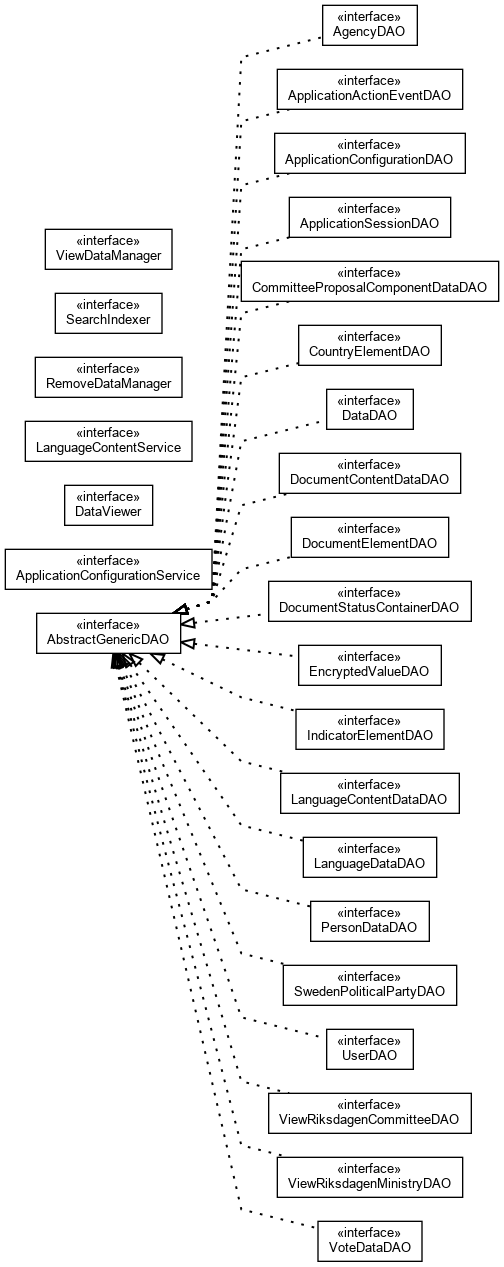 «interface»
AgencyDAO
«interface»
ApplicationActionEventDAO
«interface»
ApplicationConfigurationDAO
«interface»
ApplicationSessionDAO
«interface»
ViewDataManager
«interface»
CommitteeProposalComponentDataDAO
«interface»
SearchIndexer
«interface»
CountryElementDAO
«interface»
RemoveDataManager
«interface»
DataDAO
«interface»
LanguageContentService
«interface»
DocumentContentDataDAO
«interface»
DataViewer
«interface»
DocumentElementDAO
«interface»
ApplicationConfigurationService
«interface»
DocumentStatusContainerDAO
«interface»
AbstractGenericDAO
«interface»
EncryptedValueDAO
«interface»
IndicatorElementDAO
«interface»
LanguageContentDataDAO
«interface»
LanguageDataDAO
«interface»
PersonDataDAO
«interface»
SwedenPoliticalPartyDAO
«interface»
UserDAO
«interface»
ViewRiksdagenCommitteeDAO
«interface»
ViewRiksdagenMinistryDAO
«interface»
VoteDataDAO